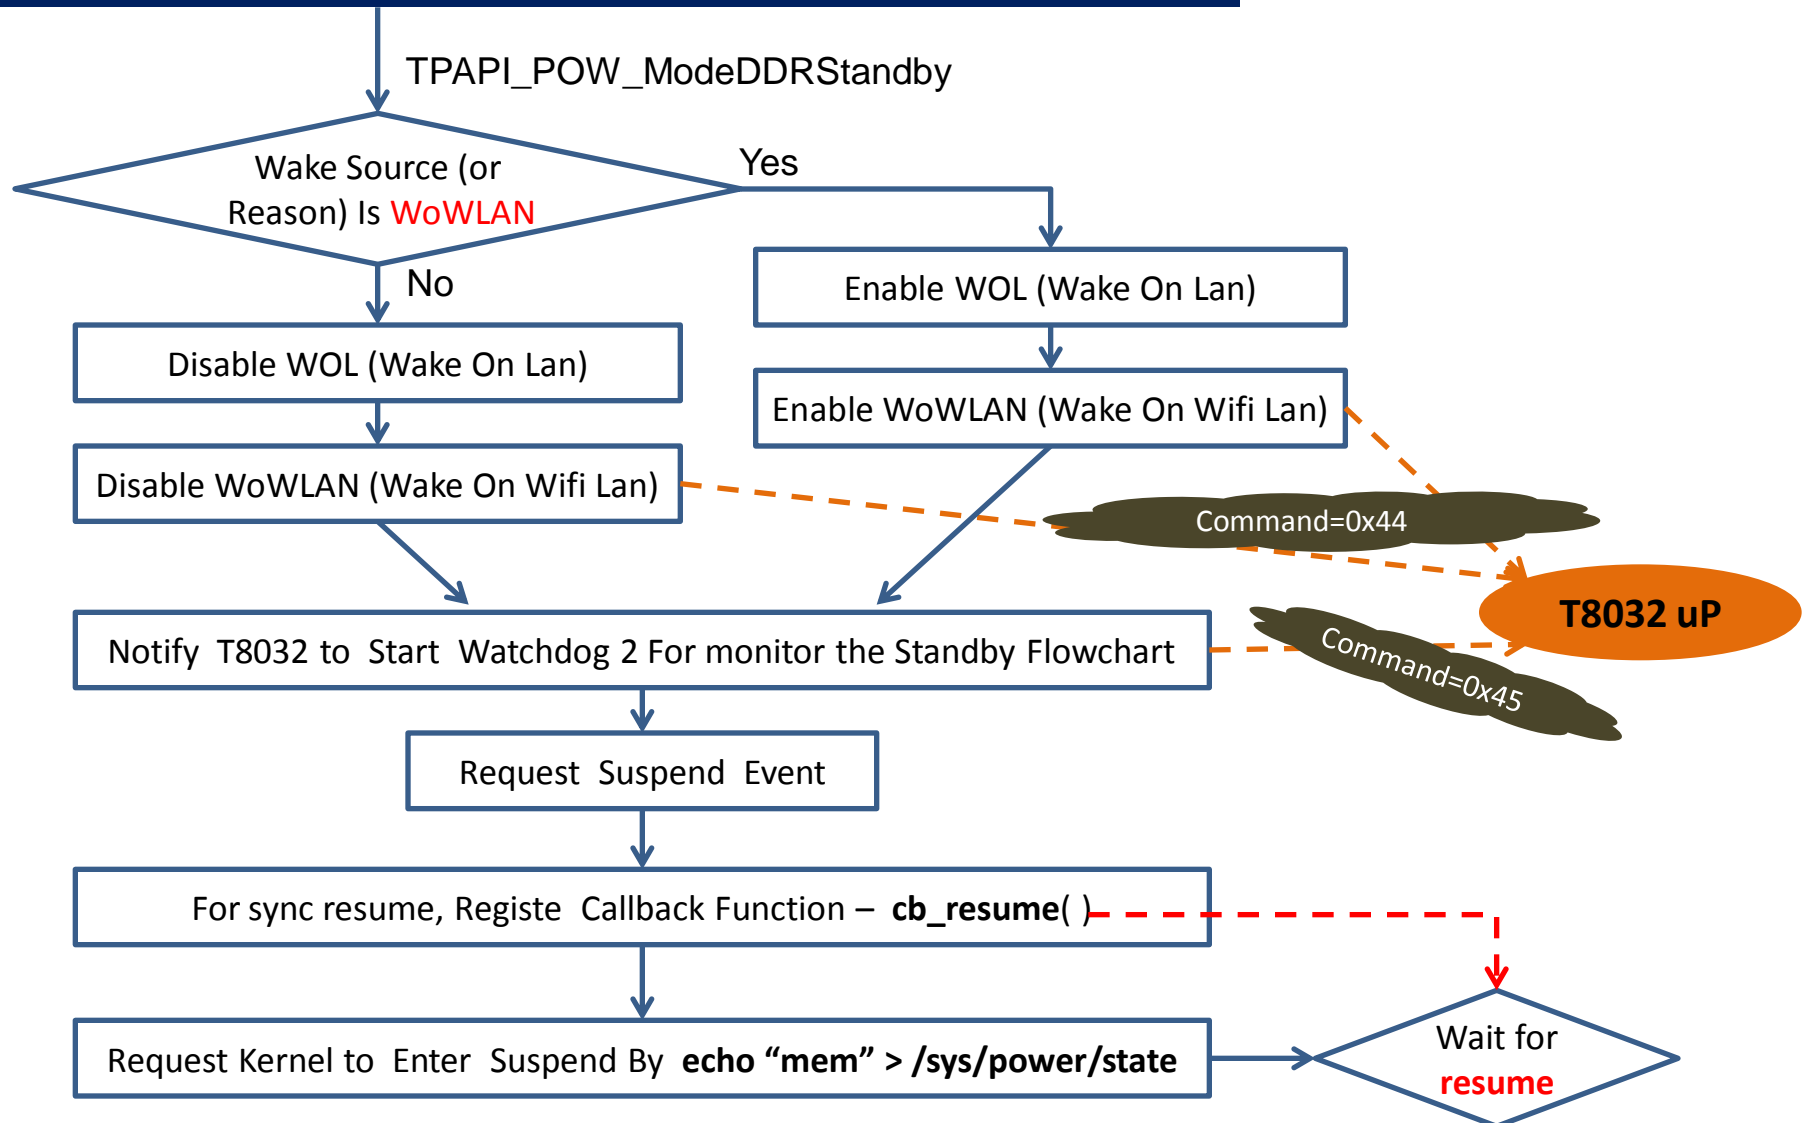 TPAPI_POW_ModeDDRStandby
Wake Source (or
Reason) Is WoWLAN
Yes
No
Enable WOL (Wake On Lan)
Disable WOL (Wake On Lan)
Enable WoWLAN (Wake On Wifi Lan)
Disable WoWLAN (Wake On Wifi Lan)
Command=0x44
T8032 uP
Notify T8032 to Start Watchdog 2 For monitor the Standby Flowchart
Command=0x45
Request Suspend Event
For sync resume, Registe Callback Function – cb_resume( )
Request Kernel to Enter Suspend By echo “mem” > /sys/power/state
Wait for
resume